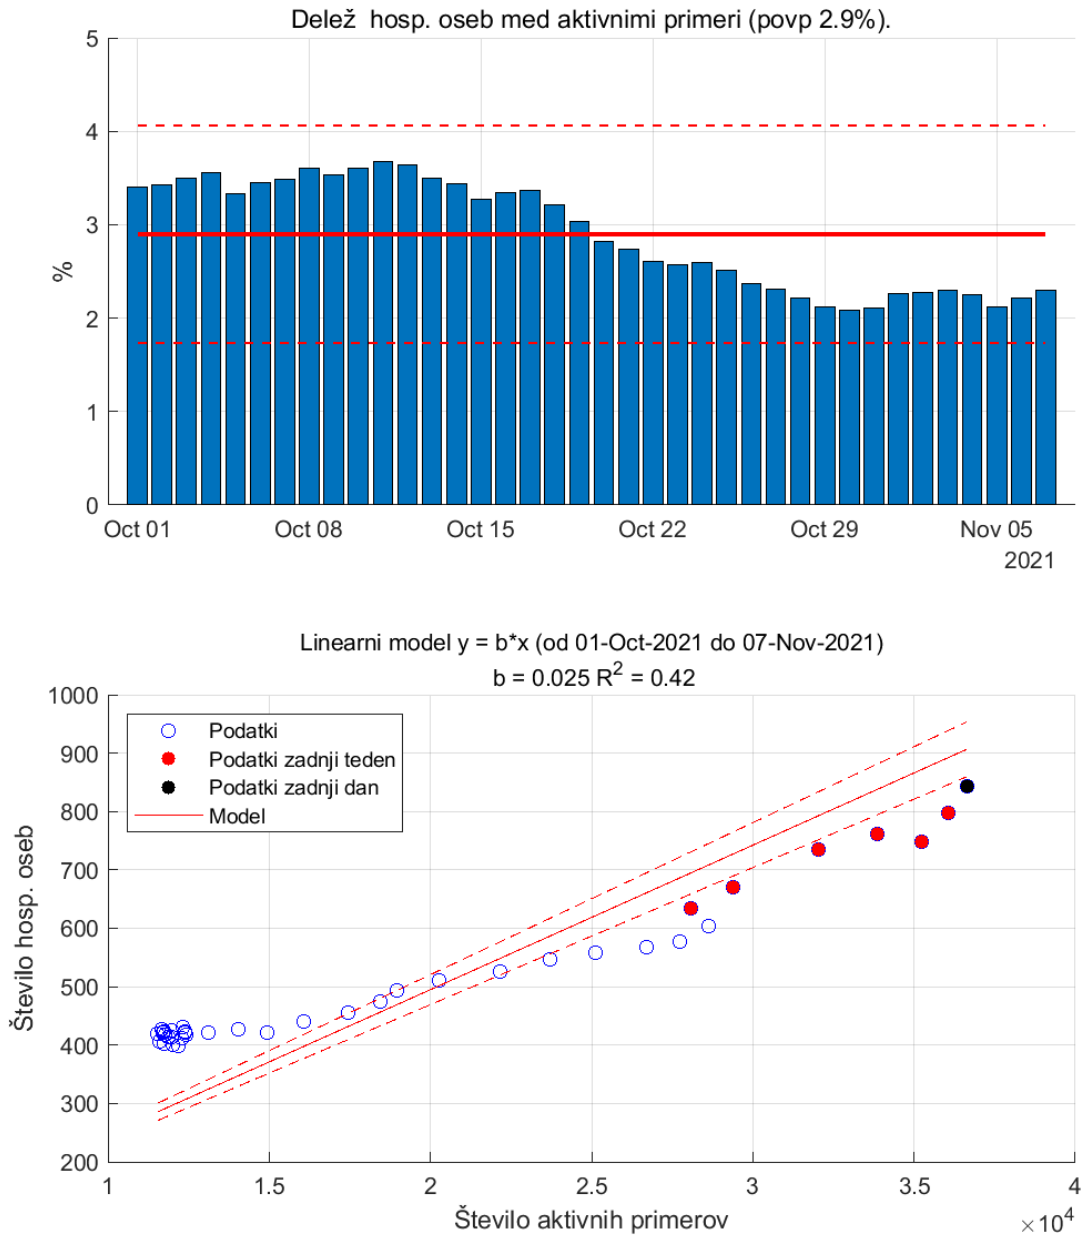 Delež  hosp. oseb med aktivnimi primeri (povp 2.9%).
5
4
3
2
1
0
%
Oct 01 Oct 08 Oct 15 Oct 22 Oct 29 Nov 05
2021
Linearni model y = b*x (od 01-Oct-2021 do 07-Nov-2021)
b = 0.025 R² = 0.42
1000
900
800
700
600
500
400
300
200
Število hosp. oseb
Podatki
Podatki zadnji teden
Podatki zadnji dan
Model
1 1.5 2 2.5 3 3.5 4
Število aktivnih primerov
×10⁴